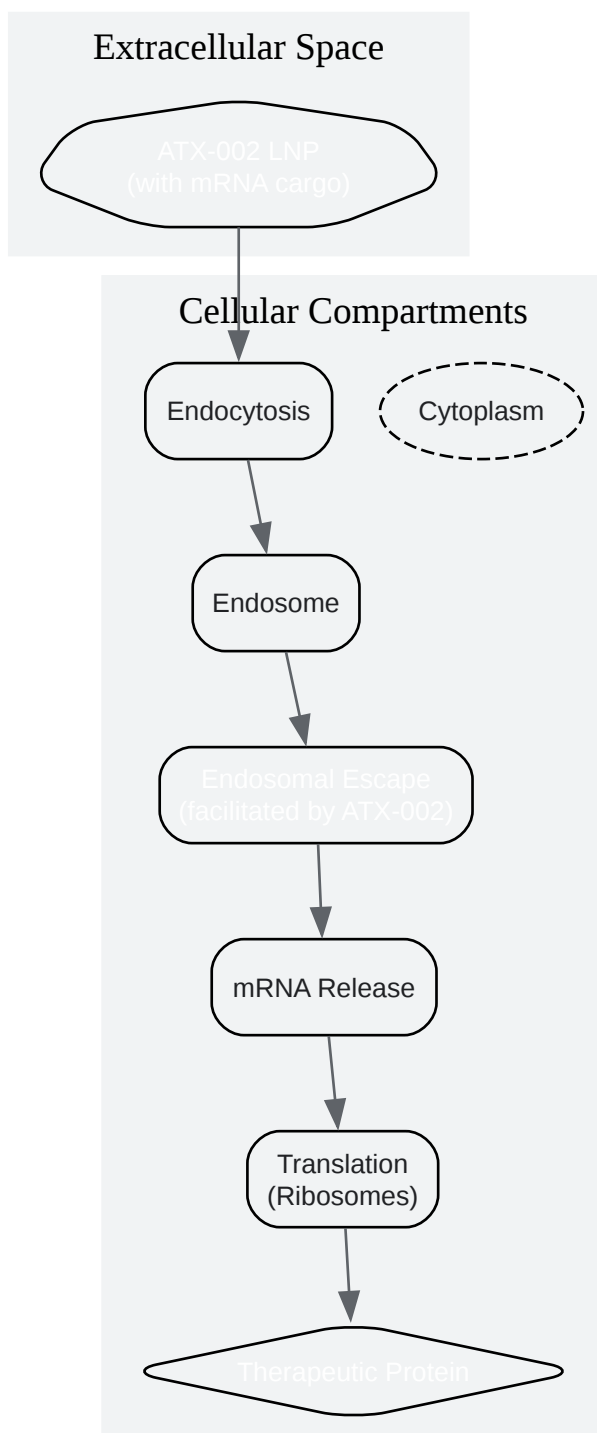 Extracellular Space
ATX-002 LNP
(with mRNA cargo)
Cellular Compartments
Endocytosis
Cytoplasm
Endosome
Endosomal Escape
(facilitated by ATX-002)
mRNA Release
Translation
(Ribosomes)
Therapeutic Protein